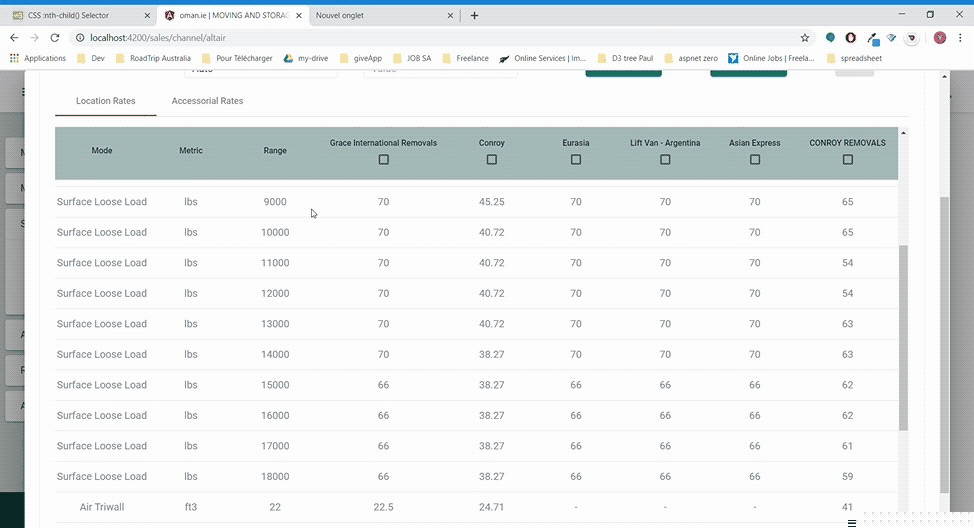 CSS :nth-child() Selector
oman.ie | MOVING AND STORAG
Nouvel onglet
localhost:4200/sales/channel/altair
Applications Dev RoadTrip Australia Pour Télécharger my-drive giveApp JOB SA Freelance Online Services | Im... D3 tree Paul aspnet zero Online Jobs | Freela... spreadsheet
Location Rates Accessorial Rates
Mode Metric Range Grace International Removals Conroy Eurasia Lift Van - Argentina Asian Express CONROY REMOVALS
Surface Loose Load lbs 9000 70 45.25 70 70 70 65
Surface Loose Load lbs 10000 70 40.72 70 70 70 65
Surface Loose Load lbs 11000 70 40.72 70 70 70 54
Surface Loose Load lbs 12000 70 40.72 70 70 70 54
Surface Loose Load lbs 13000 70 40.72 70 70 70 63
Surface Loose Load lbs 14000 70 38.27 70 70 70 63
Surface Loose Load lbs 15000 66 38.27 66 66 66 62
Surface Loose Load lbs 16000 66 38.27 66 66 66 62
Surface Loose Load lbs 17000 66 38.27 66 66 66 61
Surface Loose Load lbs 18000 66 38.27 66 66 66 59
Air Triwall ft3 22 22.5 24.71 - - - 41